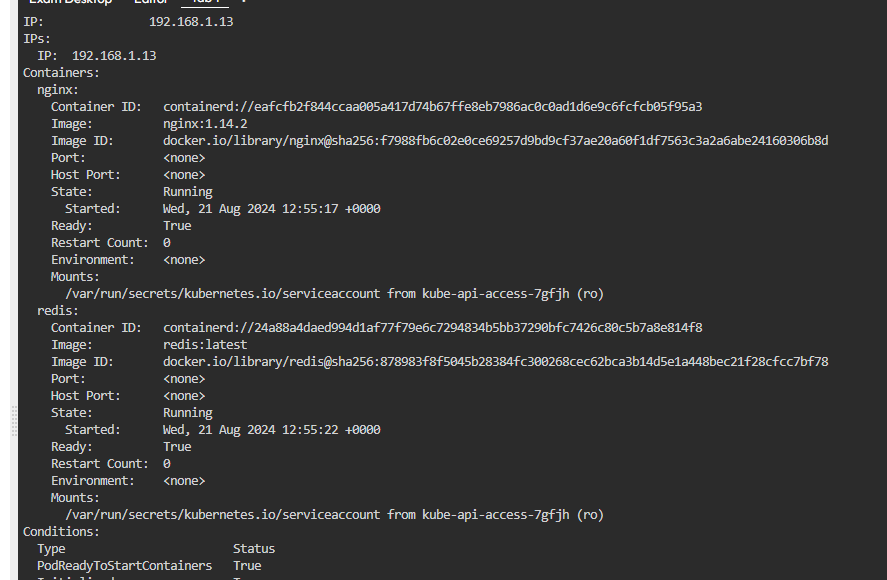 Exam Desktop Editor Tab 1
IP: 192.168.1.13
IPs:
IP: 192.168.1.13
Containers:
nginx:
Container ID: containerd://eafcfb2f844ccaa005a417d74b67ffe8eb7986ac0c0ad1d6e9c6fcfcb05f95a3
Image: nginx:1.14.2
Image ID: docker.io/library/nginx@sha256:f7988fb6c02e0ce69257d9bd9cf37ae20a60f1df7563c3a2a6abe24160306b8d
Port: <none>
Host Port: <none>
State: Running
Started: Wed, 21 Aug 2024 12:55:17 +0000
Ready: True
Restart Count: 0
Environment: <none>
Mounts:
/var/run/secrets/kubernetes.io/serviceaccount from kube-api-access-7gfjh (ro)
redis:
Container ID: containerd://24a88a4daed994d1af77f79e6c7294834b5bb37290bfc7426c80c5b7a8e814f8
Image: redis:latest
Image ID: docker.io/library/redis@sha256:878983f8f5045b28384fc300268cec62bca3b14d5e1a448bec21f28cfcc7bf78
Port: <none>
Host Port: <none>
State: Running
Started: Wed, 21 Aug 2024 12:55:22 +0000
Ready: True
Restart Count: 0
Environment: <none>
Mounts:
/var/run/secrets/kubernetes.io/serviceaccount from kube-api-access-7gfjh (ro)
Conditions:
Type Status
PodReadyToStartContainers True